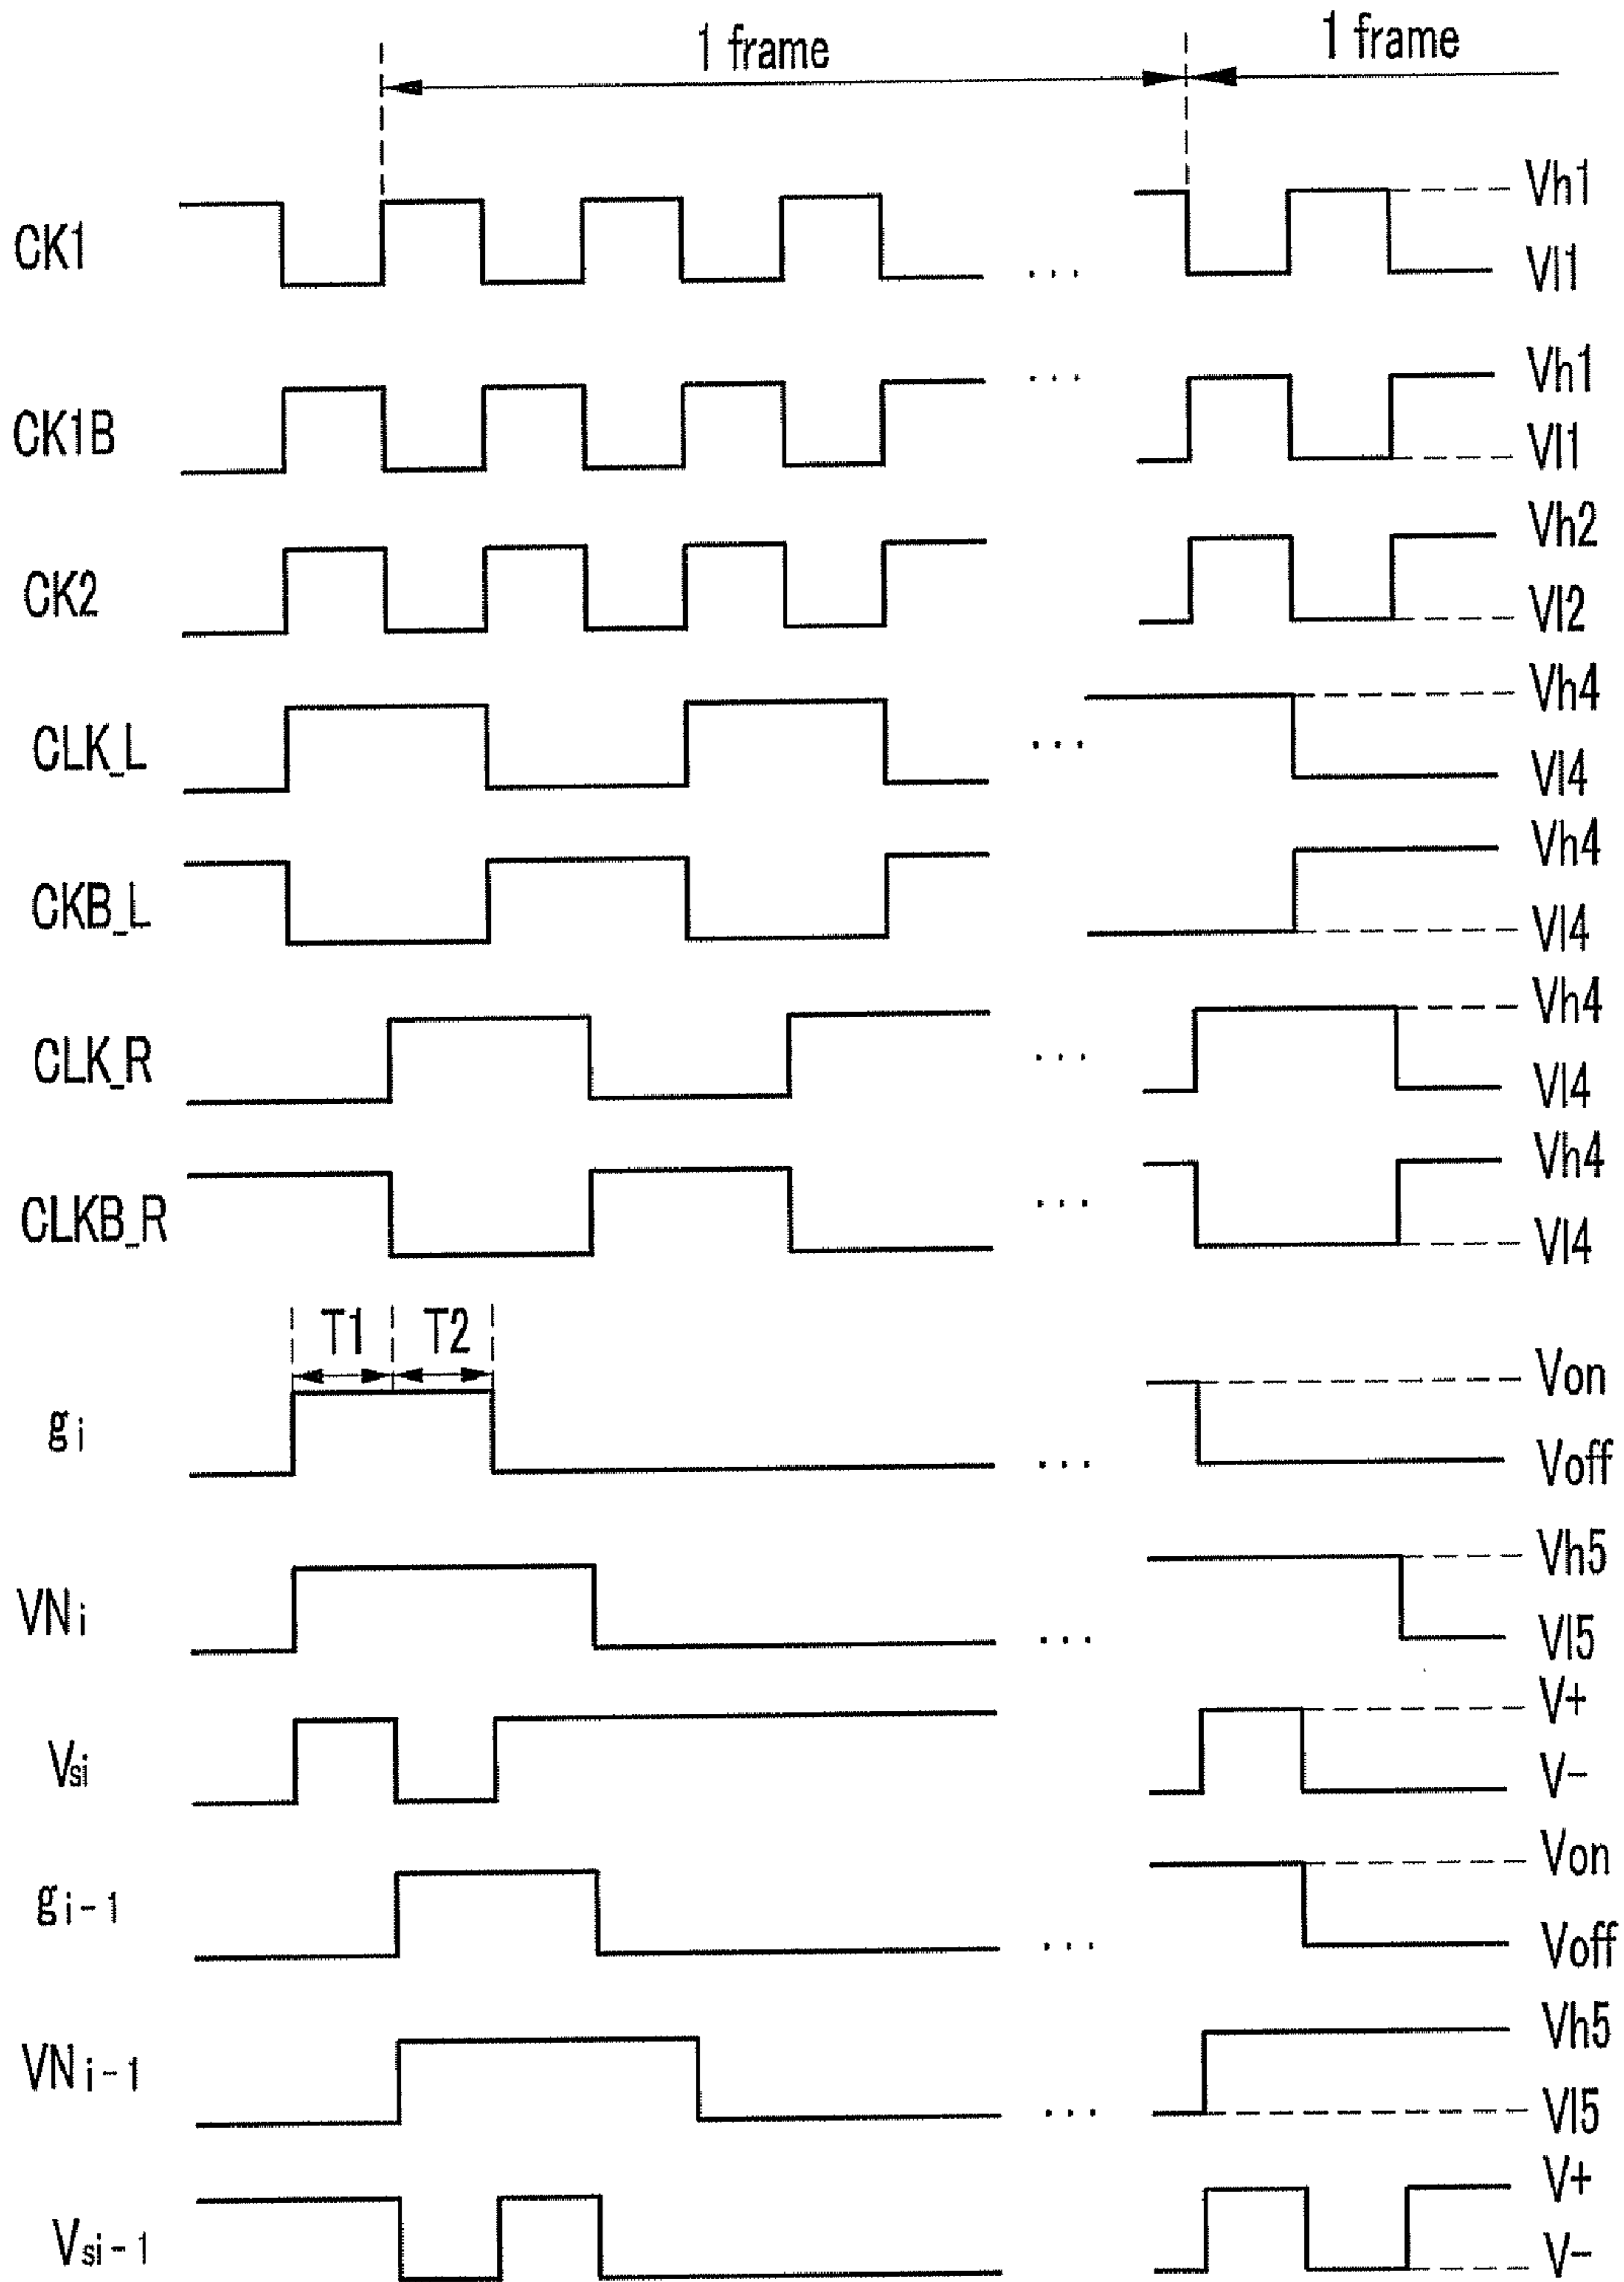 1 frame
1 frame
CK1
Vh1
Vl1
...
CK1B
Vh1
Vl1
...
CK2
Vh2
Vl2
CLK_L
Vh4
Vl4
...
CKB_L
Vh4
Vl4
CLK_R
Vh4
Vl4
...
CLKB_R
Vh4
Vl4
...
T1 T2
gi
Von
Voff
...
VNi
Vh5
Vl5
...
Vsi
V+
V-
gi-1
Von
Voff
...
VNi-1
Vh5
Vl5
...
Vsi-1
V+
V-